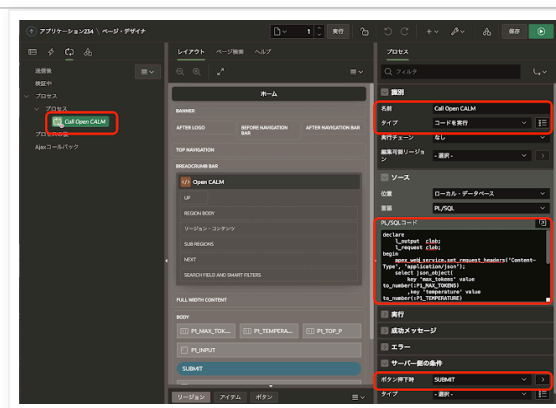 アプリケーション234 \ ページ・デザイナ
1
実行
保存
送信後
検証中
プロセス
プロセス
Call Open CALM
Ajaxコールバック
レイアウト ページ検索 ヘルプ
ホーム
BANNER
AFTER LOGO
BEFORE NAVIGATION BAR
AFTER NAVIGATION BAR
TOP NAVIGATION
BREADCRUMB BAR
Open CALM
UP
REGION BODY
リージョン・コンテンツ
SUB REGIONS
NEXT
SEARCH FIELD AND SMART FILTERS
FULL WIDTH CONTENT
BODY
P1_MAX_TOK...
P1_TEMPERA...
P1_TOP_P
P1_INPUT
SUBMIT
リージョン アイテム ボタン
プロセス
フィルタ
識別
名前 Call Open CALM
タイプ コードを実行
実行チェーン なし
編集可能リージョン - 選択 -
ソース
位置 ローカル・データベース
言語 PL/SQL
PL/SQLコード
declare
l_output clob;
l_request clob;
begin
apex_web_service.set_request_headers("Content-
Type', 'application/json');
select json_object(
key 'max_tokens' value
to_number(:P1_MAX_TOKENS)
,key 'temperature' value
to_number(:P1_TEMPERATURE)
実行
成功メッセージ
エラー
サーバー側の条件
ボタン押下時 SUBMIT
タイプ - 選択 -